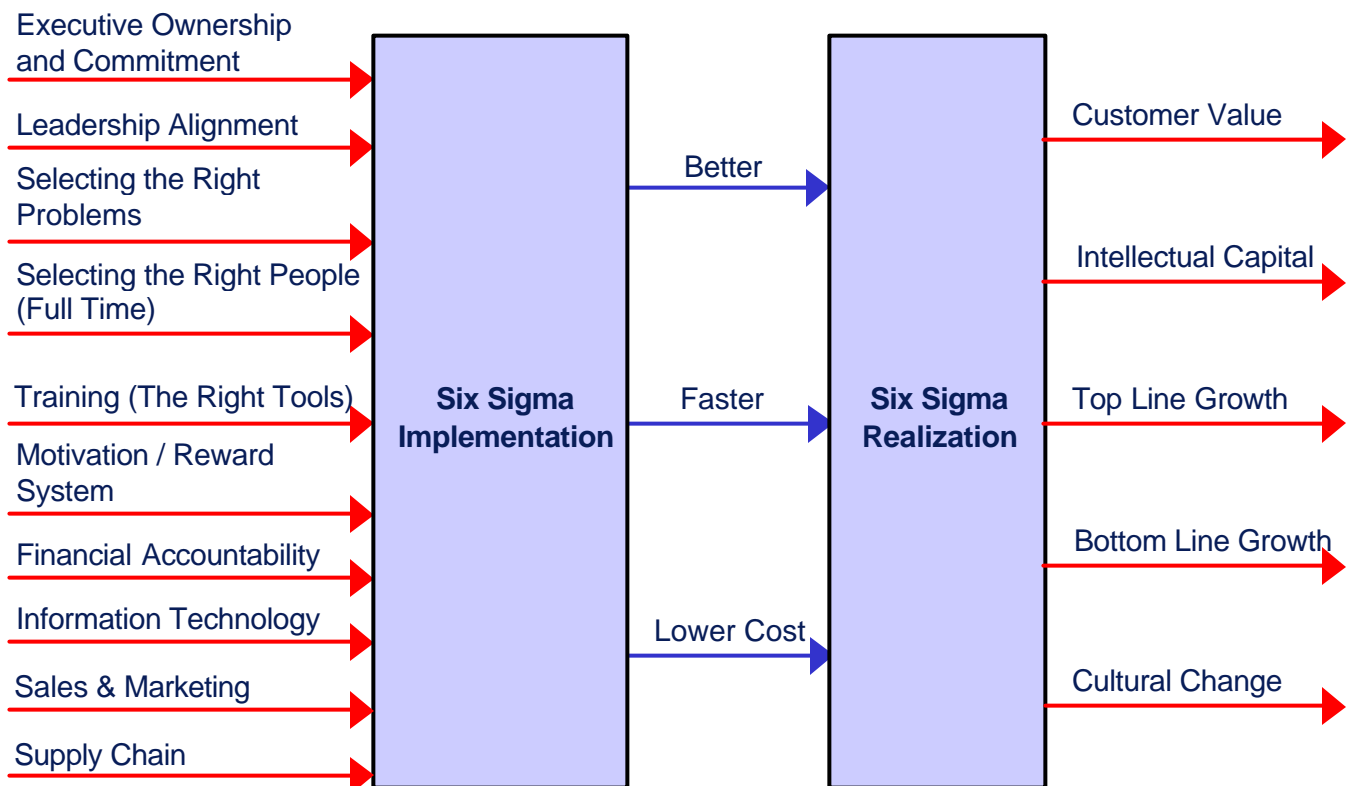 Executive Ownership
and Commitment
Leadership Alignment
Selecting the Right
Problems
Selecting the Right People
(Full Time)
Training (The Right Tools)
Motivation / Reward
System
Financial Accountability
Information Technology
Sales & Marketing
Supply Chain
Six Sigma
Implementation
Better
Faster
Lower Cost
Six Sigma
Realization
Customer Value
Intellectual Capital
Top Line Growth
Bottom Line Growth
Cultural Change